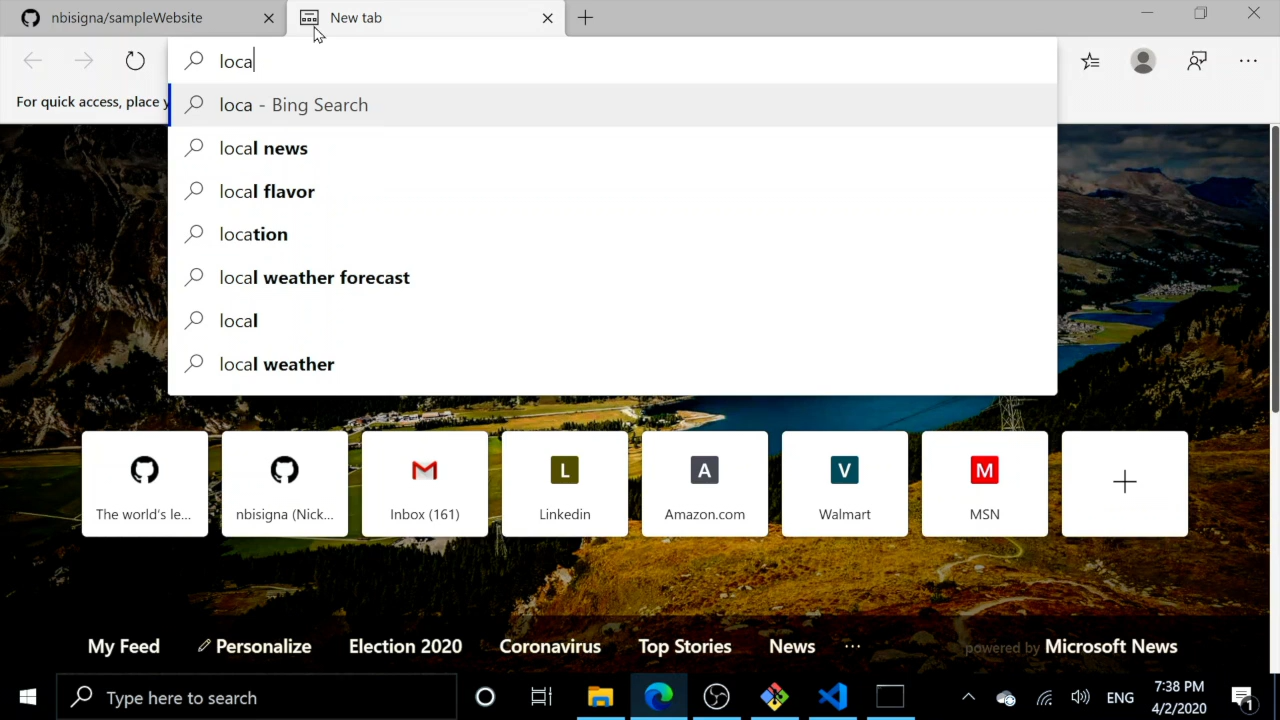 nbisigna/sampleWebsite
New tab
loca
For quick access, place y
loca - Bing Search
local news
local flavor
location
local weather forecast
local
local weather
The world's le...
nbisigna (Nick...
Inbox (161)
L
Linkedin
A
Amazon.com
V
Walmart
M
MSN
My Feed
Personalize
Election 2020
Coronavirus
Top Stories
News
powered by Microsoft News
Type here to search
ENG
7:38 PM
4/2/2020
1